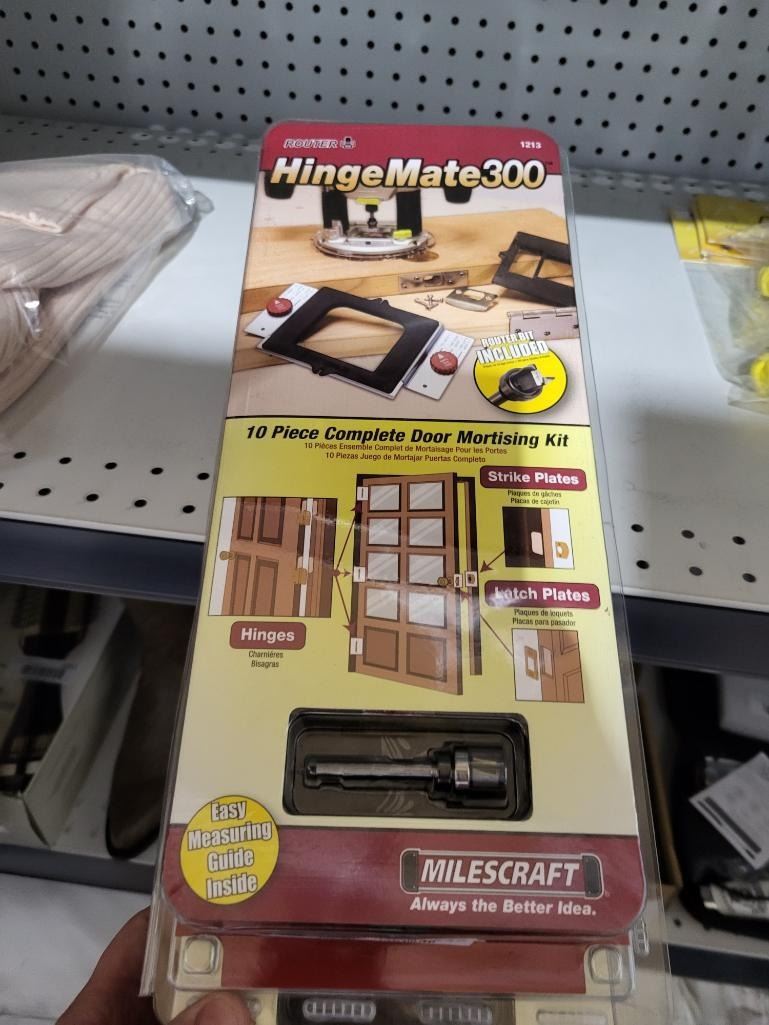 ROUTER
1213
HingeMate300™
ROUTER BIT
INCLUDED
10 Piece Complete Door Mortising Kit
10 Pièces Ensemble Complet de Mortaisage Pour les Portes
10 Piezas Juego de Mortajar Puertas Completo
Strike Plates
Plaques de gâches
Placas de cajetin
Latch Plates
Plaques de loquets
Placas para pasador
Hinges
Charnières
Bisagras
Easy
Measuring
Guide
Inside
MILESCRAFT
Always the Better Idea.